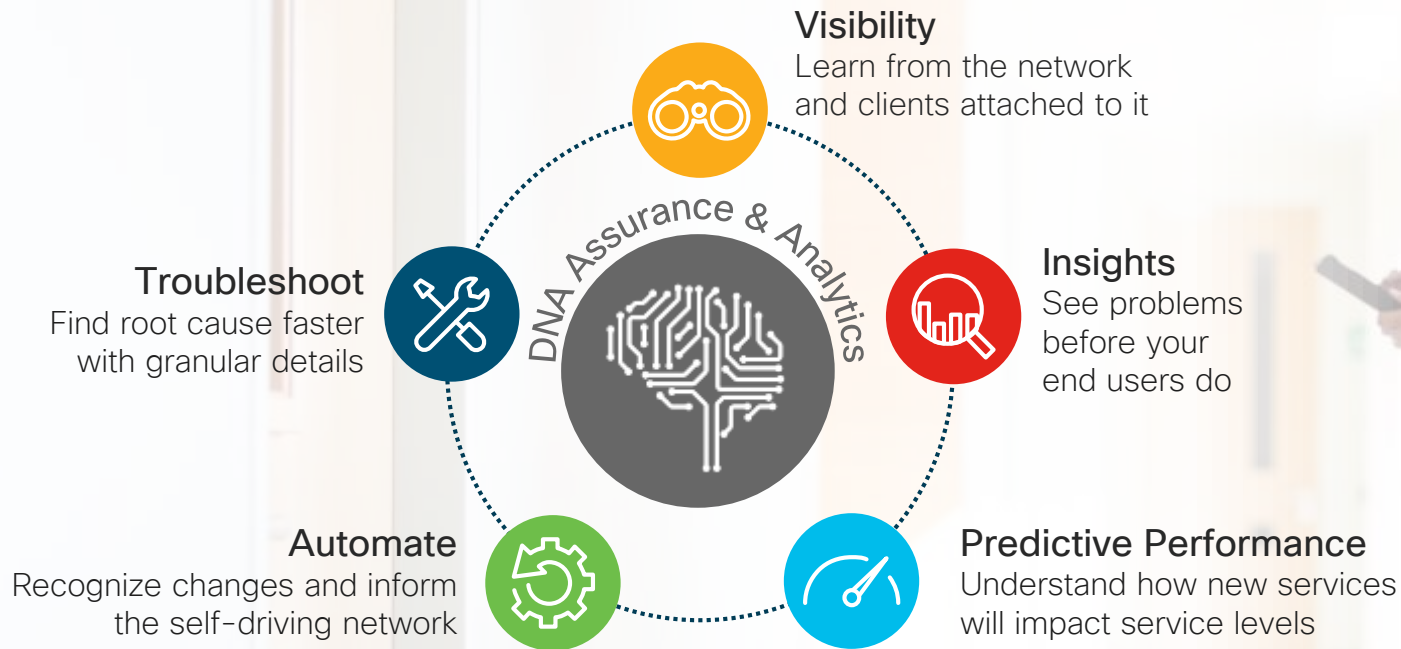 Visibility
Learn from the network
and clients attached to it
DNA Assurance & Analytics
Insights
See problems
before your
end users do
Troubleshoot
Find root cause faster
with granular details
Automate
Recognize changes and inform
the self-driving network
Predictive Performance
Understand how new services
will impact service levels